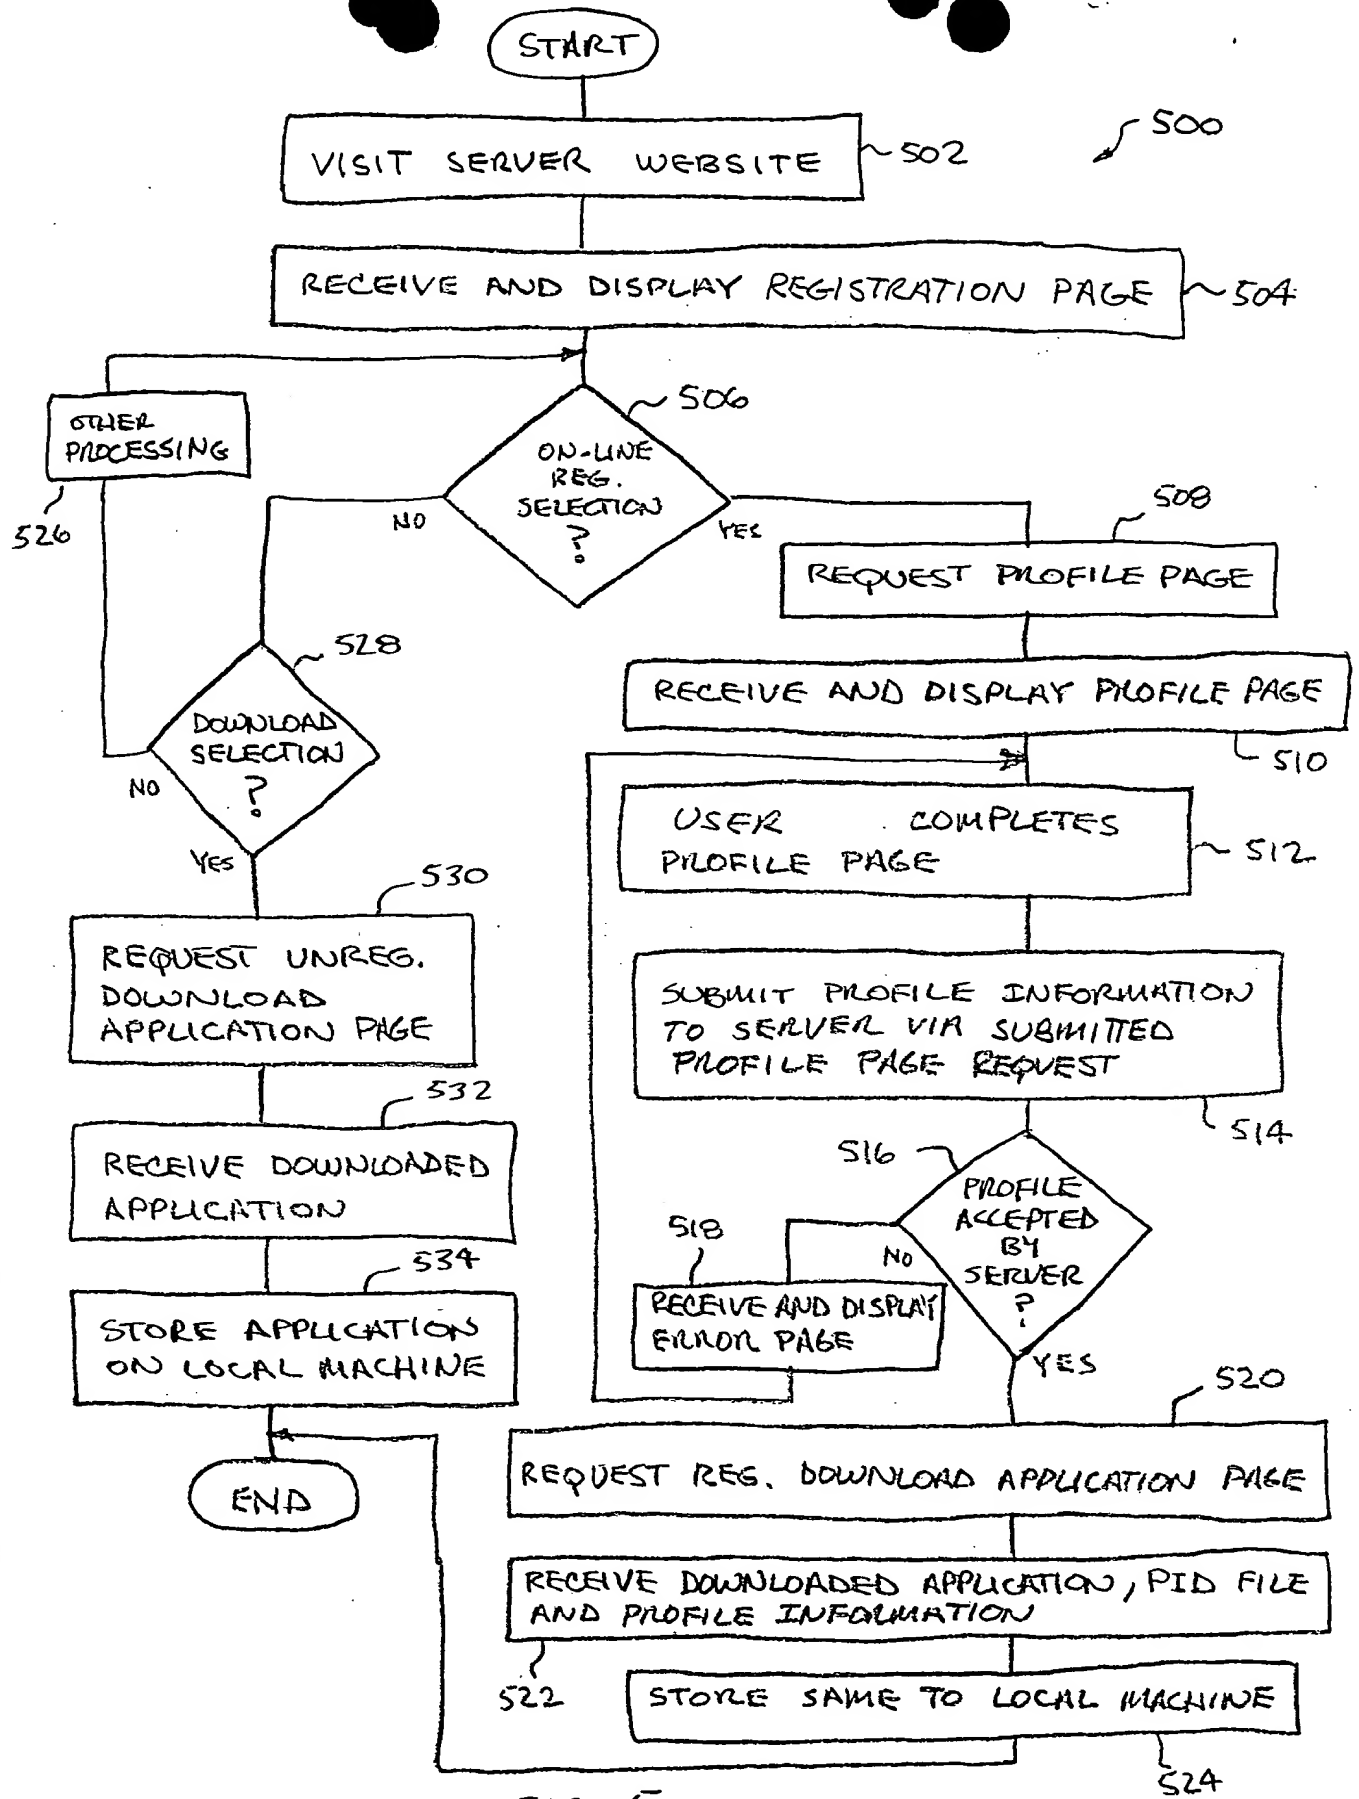 START
500
VISIT SERVER WEBSITE
502
RECEIVE AND DISPLAY REGISTRATION PAGE
504
506
ON-LINE
REG.
SELECTION
?
NO
YES
OTHER
PROCESSING
526
508
REQUEST PROFILE PAGE
528
DOWNLOAD
SELECTION
?
NO
YES
RECEIVE AND DISPLAY PROFILE PAGE
510
USER COMPLETES
PROFILE PAGE
512
530
REQUEST UNREG.
DOWNLOAD
APPLICATION PAGE
SUBMIT PROFILE INFORMATION
TO SERVER VIA SUBMITTED
PROFILE PAGE REQUEST
514
532
RECEIVE DOWNLOADED
APPLICATION
516
PROFILE
ACCEPTED
BY
SERVER
?
NO
YES
518
RECEIVE AND DISPLAY
ERROR PAGE
534
STORE APPLICATION
ON LOCAL MACHINE
END
520
REQUEST REG. DOWNLOAD APPLICATION PAGE
RECEIVE DOWNLOADED APPLICATION, PID FILE
AND PROFILE INFORMATION
522
STORE SAME TO LOCAL MACHINE
524